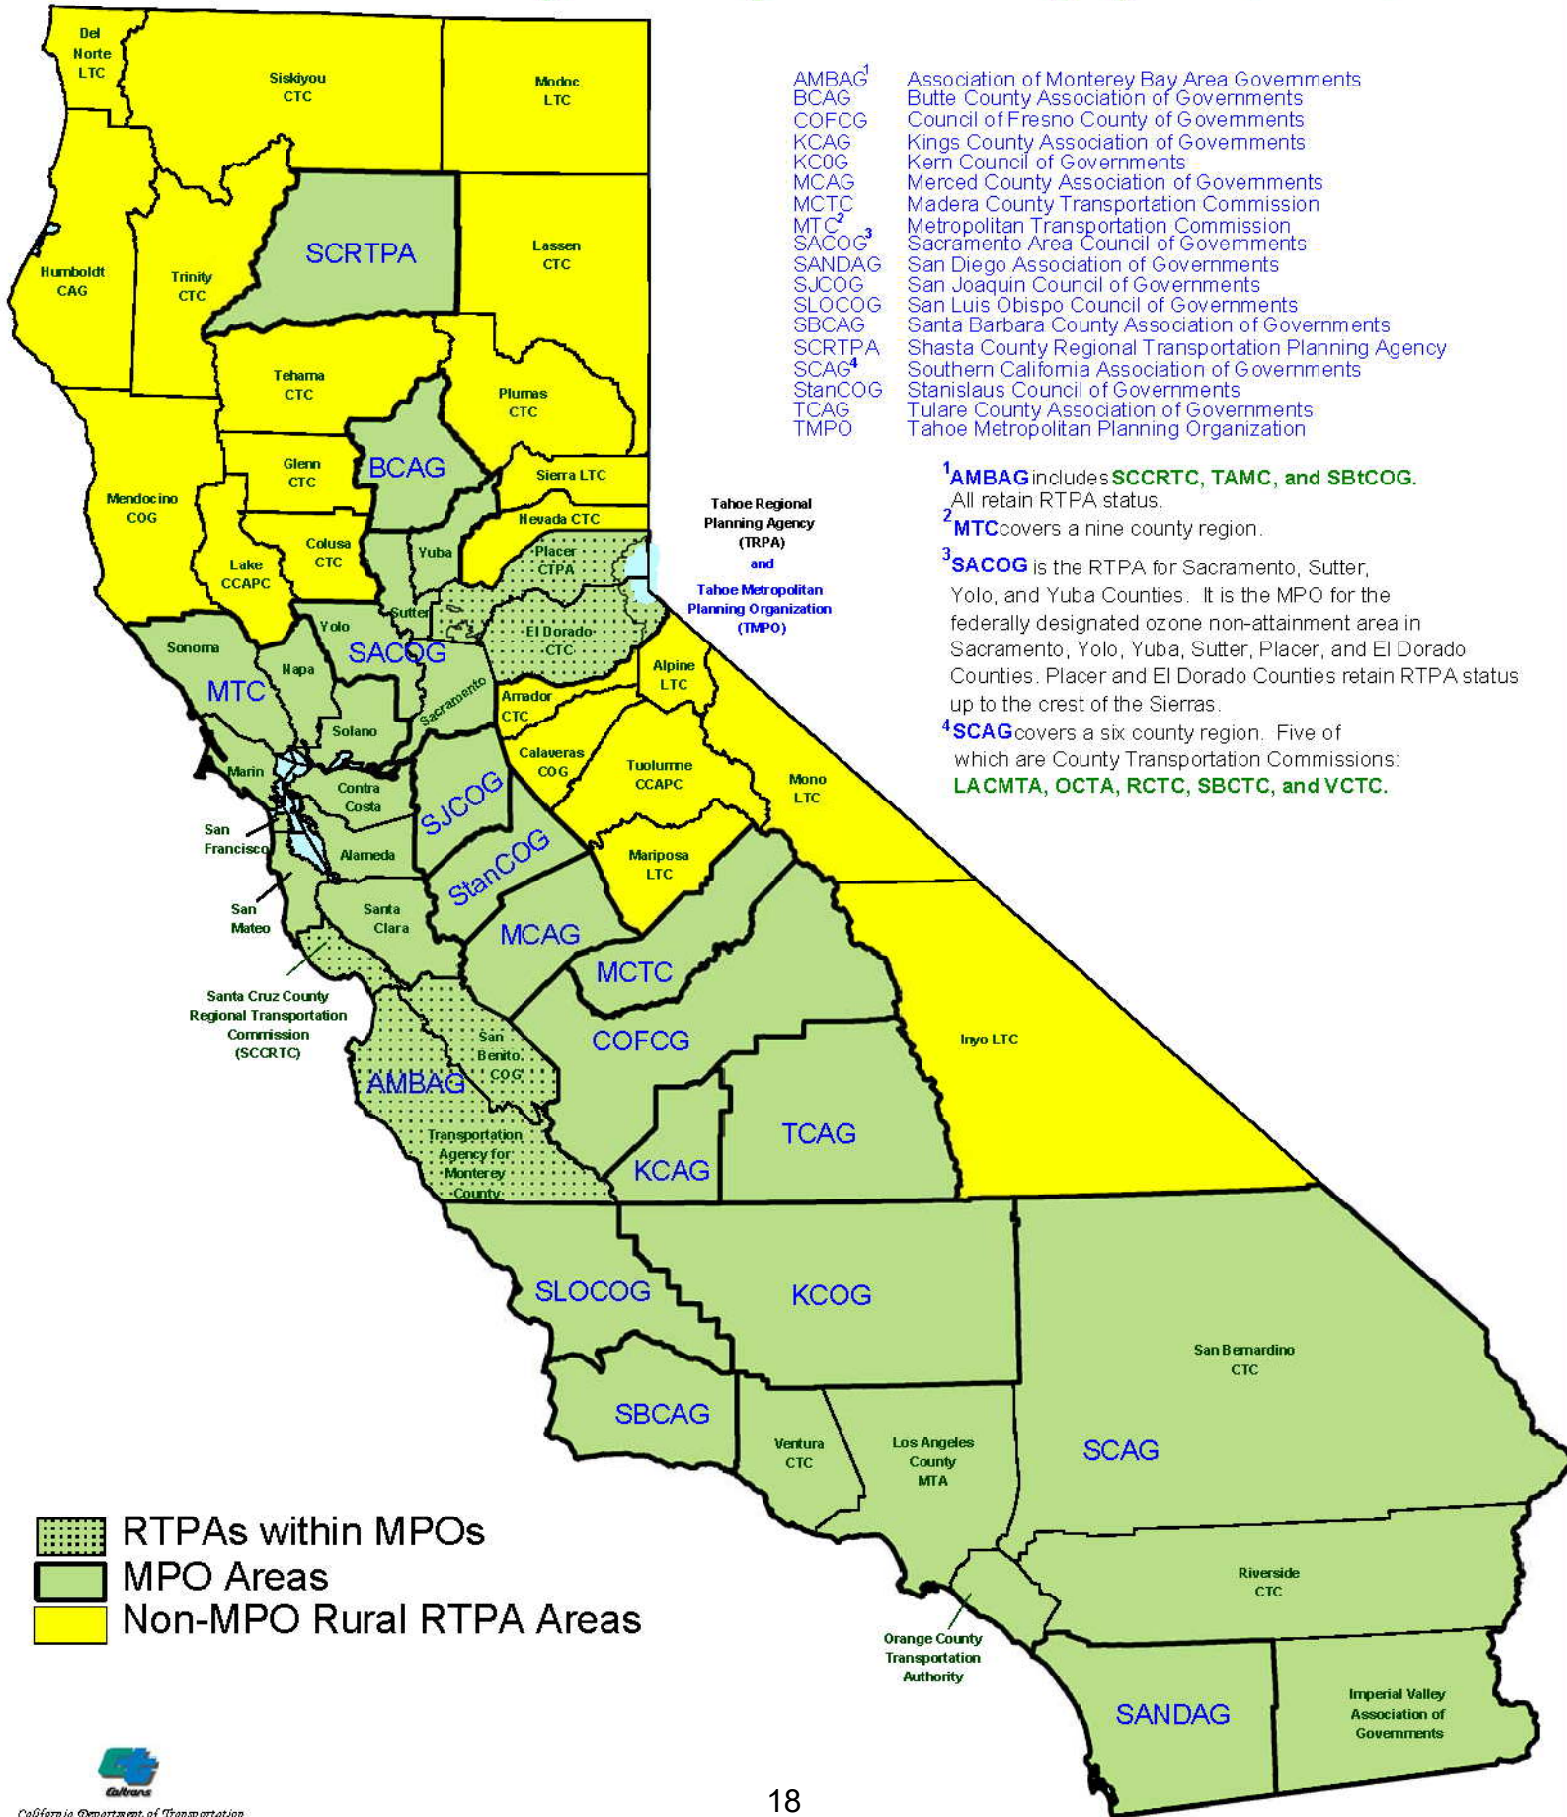 Del
Norte
LTC
Siskiyou
CTC
Modoc
LTC
AMBAG1 Association of Monterey Bay Area Governments
BCAG Butte County Association of Governments
COFCG Council of Fresno County of Governments
KCAG Kings County Association of Governments
KC0G Kern Council of Governments
MCAG Merced County Association of Governments
MCTC Madera County Transportation Commission
MTC2 Metropolitan Transportation Commission
SACOG3 Sacramento Area Council of Governments
SANDAG San Diego Association of Governments
SJCOG San Joaquin Council of Governments
SLOCOG San Luis Obispo Council of Governments
SBCAG Santa Barbara County Association of Governments
SCRTPA Shasta County Regional Transportation Planning Agency
SCAG4 Southern California Association of Governments
StanCOG Stanislaus Council of Governments
TCAG Tulare County Association of Governments
TMPO Tahoe Metropolitan Planning Organization
1AMBAG includes SCCRTC, TAMC, and SBtCOG.
All retain RTPA status.
2MTC covers a nine county region.
3SACOG is the RTPA for Sacramento, Sutter,
Yolo, and Yuba Counties. It is the MPO for the
federally designated ozone non-attainment area in
Sacramento, Yolo, Yuba, Sutter, Placer, and El Dorado
Counties. Placer and El Dorado Counties retain RTPA status
up to the crest of the Sierras.
4SCAG covers a six county region. Five of
which are County Transportation Commissions:
LACMTA, OCTA, RCTC, SBCTC, and VCTC.
Humboldt
CAG
Trinity
CTC
SCRTPA
Lassen
CTC
Tehama
CTC
Plumas
CTC
Glenn
CTC
BCAG
Sierra LTC
Mendocino
COG
Nevada CTC
Colusa
CTC
Lake
CCAPC
Yuba
Placer
CTPA
Tahoe Regional
Planning Agency
(TRPA)
and
Tahoe Metropolitan
Planning Organization
(TMPO)
Sutter
Yolo
El Dorado
CTC
SACOG
Sonoma
Napa
MTC
Sacramento
Solano
Amador
CTC
Alpine
LTC
Calaveras
COG
Tuolumne
CCAPC
Mono
LTC
Marin
Contra
Costa
SJCOG
San
Francisco
Alameda
StanCOG
Mariposa
LTC
San
Mateo
Santa
Clara
MCAG
MCTC
Santa Cruz County
Regional Transportation
Commission
(SCCRTC)
San
Benito
COG
COFCG
Inyo LTC
AMBAG
Transportation
Agency for
Monterey
County
KCAG
TCAG
SLOCOG
KCOG
San Bernardino
CTC
SBCAG
Ventura
CTC
Los Angeles
County
MTA
SCAG
RTPAs within MPOs
MPO Areas
Non-MPO Rural RTPA Areas
Riverside
CTC
Orange County
Transportation
Authority
SANDAG
Imperial Valley
Association of
Governments
Caltrans
California Department of Transportation
18